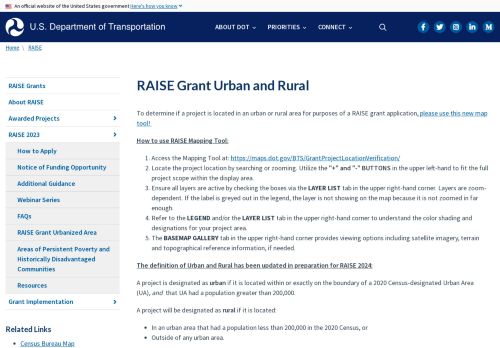 An official website of the United States government Here's how you know
U.S. Department of Transportation
ABOUT DOT
PRIORITIES
CONNECT
Home
RAISE
RAISE Grants
About RAISE
Awarded Projects
RAISE 2023
How to Apply
Notice of Funding Opportunity
Additional Guidance
Webinar Series
FAQs
RAISE Grant Urbanized Area
Areas of Persistent Poverty and
Historically Disadvantaged
Communities
Resources
Grant Implementation
Related Links
Census Bureau Map
RAISE Grant Urban and Rural
To determine if a project is located in an urban or rural area for purposes of a RAISE grant application, please use this new map
tool!
How to use RAISE Mapping Tool:
1. Access the Mapping Tool at: https://maps.dot.gov/BTS/GrantProjectLocationVerification/
2. Locate the project location by searching or zooming. Utilize the "+" and "-" BUTTONS in the upper left-hand to fit the full
project scope within the display area.
3. Ensure all layers are active by checking the boxes via the LAYER LIST tab in the upper right-hand corner. Layers are zoom-
dependent. If the label is greyed out in the legend, the layer is not showing on the map because it is not zoomed in far
enough.
4. Refer to the LEGEND and/or the LAYER LIST tab in the upper right-hand corner to understand the color shading and
designations for your project area.
5. The BASEMAP GALLERY tab in the upper right-hand corner provides viewing options including satellite imagery, terrain
and topographical reference information, if needed.
The definition of Urban and Rural has been updated in preparation for RAISE 2024:
A project is designated as urban if it is located within or exactly on the boundary of a 2020 Census-designated Urban Area
(UA), and that UA had a population greater than 200,000.
A project will be designated as rural if it is located:
• In an urban area that had a population less than 200,000 in the 2020 Census, or
• Outside of any urban area.